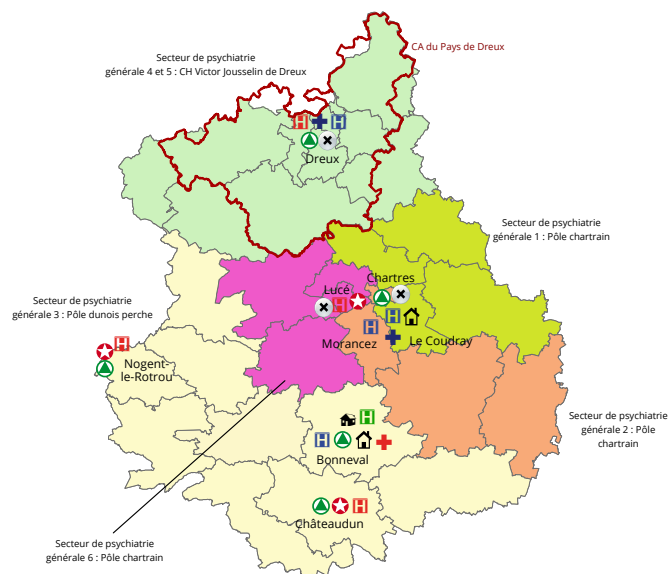 CA du Pays de Dreux
Secteur de psychiatrie
générale 4 et 5 : CH Victor Jousselin de Dreux
H
H
Dreux
Secteur de psychiatrie
générale 1 : Pôle chartrain
Chartres
Lucé
H
Secteur de psychiatrie
générale 3 : Pôle dunois perche
H
H
Morancez
Le Coudray
H
Nogent-
le-Rotrou
Secteur de psychiatrie
générale 2 : Pôle
chartrain
H
H
Bonneval
H
Châteaudun
Secteur de psychiatrie
générale 6 : Pôle chartrain